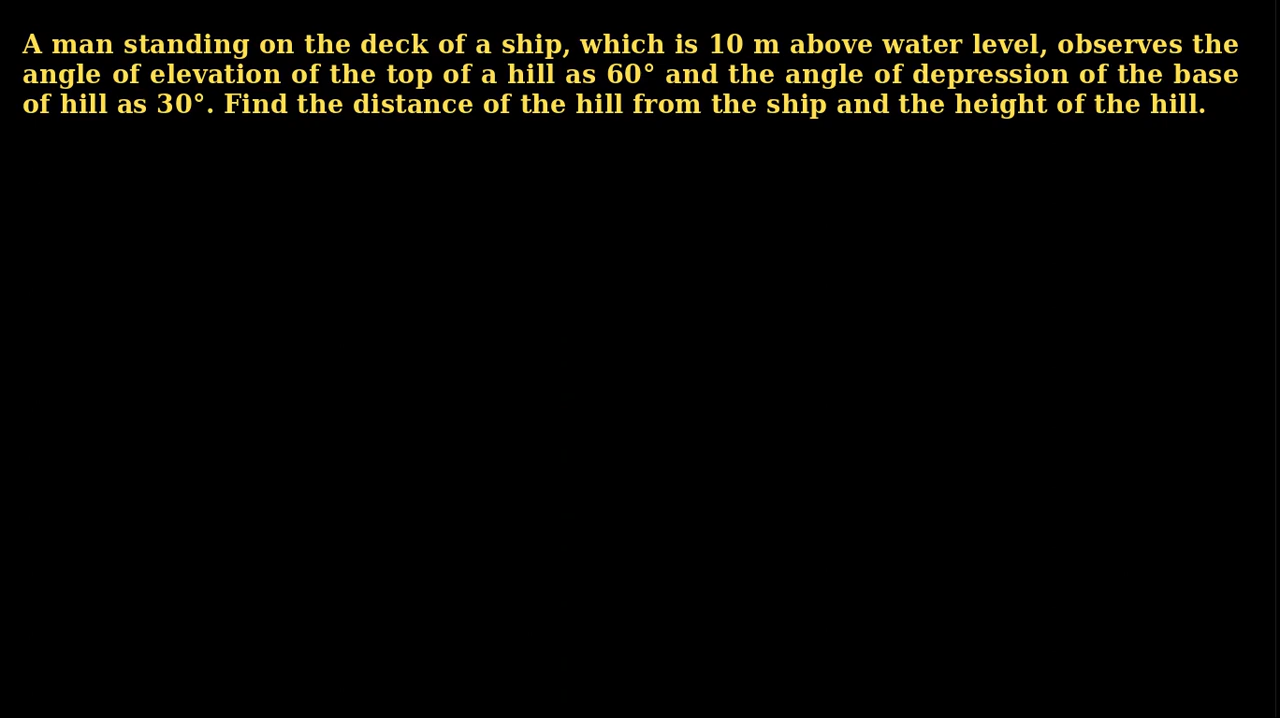 A man standing on the deck of a ship, which is 10 m above water level, observes the
angle of elevation of the top of a hill as 60° and the angle of depression of the base
of hill as 30°. Find the distance of the hill from the ship and the height of the hill.